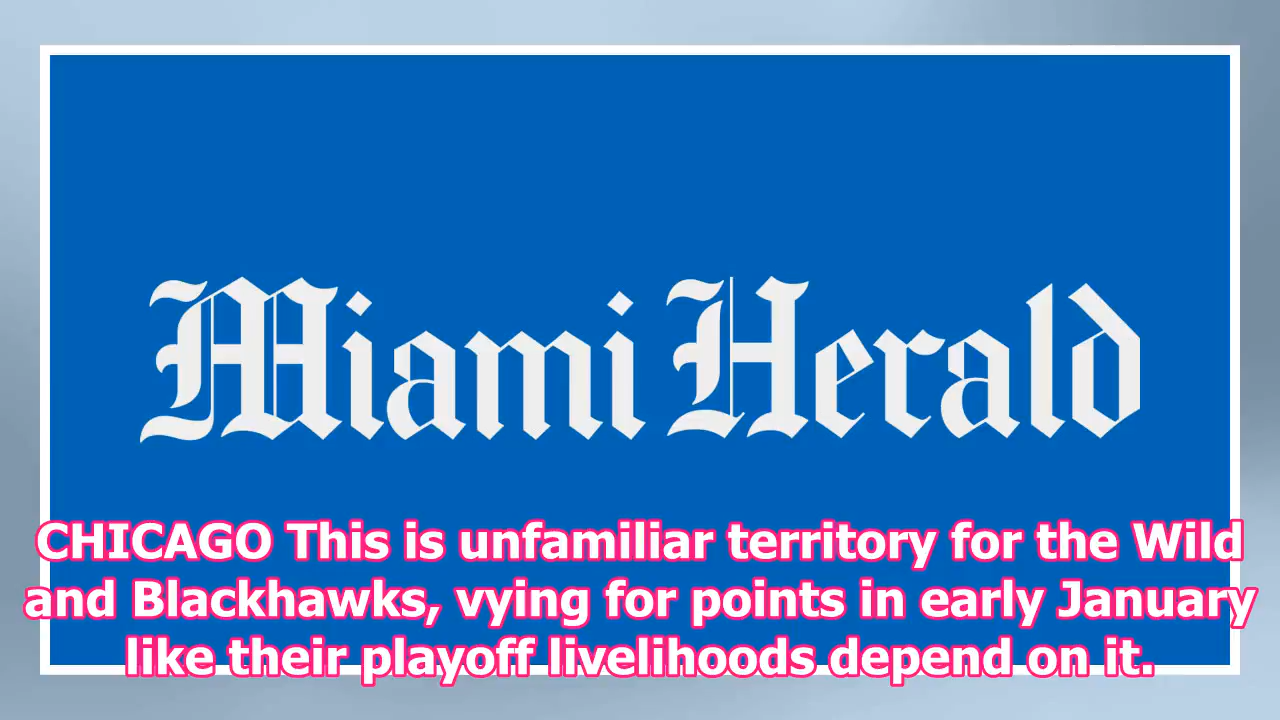 Miami Herald
CHICAGO This is unfamiliar territory for the Wild
and Blackhawks, vying for points in early January
like their playoff livelihoods depend on it.